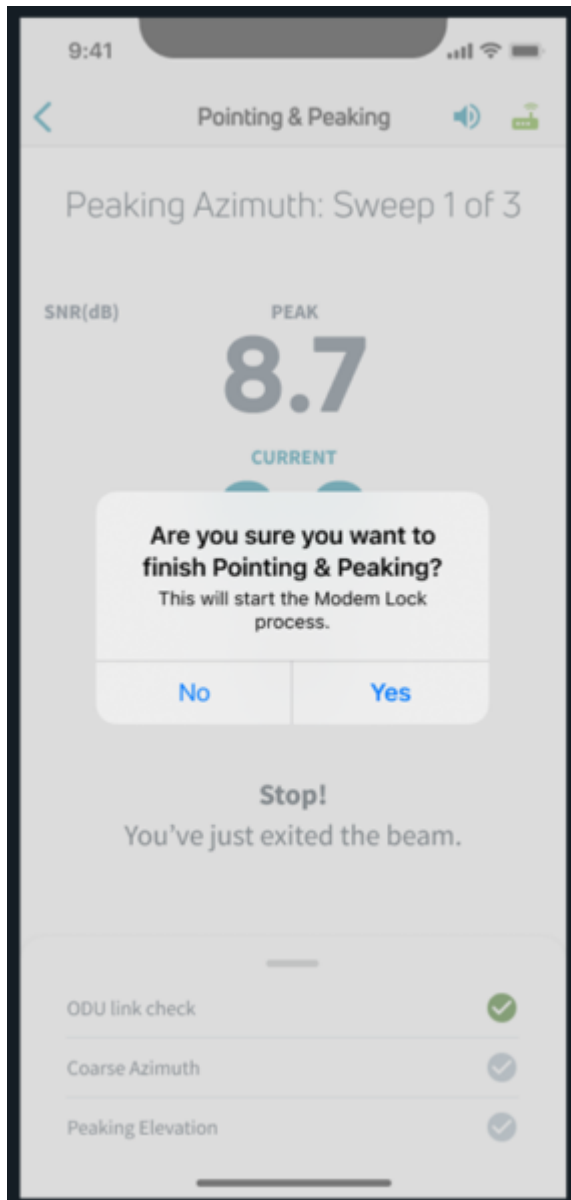 9:41
Pointing & Peaking
Peaking Azimuth: Sweep 1 of 3
SNR(dB)
PEAK
8.7
CURRENT
Are you sure you want to
finish Pointing & Peaking?
This will start the Modem Lock
process.
No
Yes
Stop!
You've just exited the beam.
ODU link check
Coarse Azimuth
Peaking Elevation